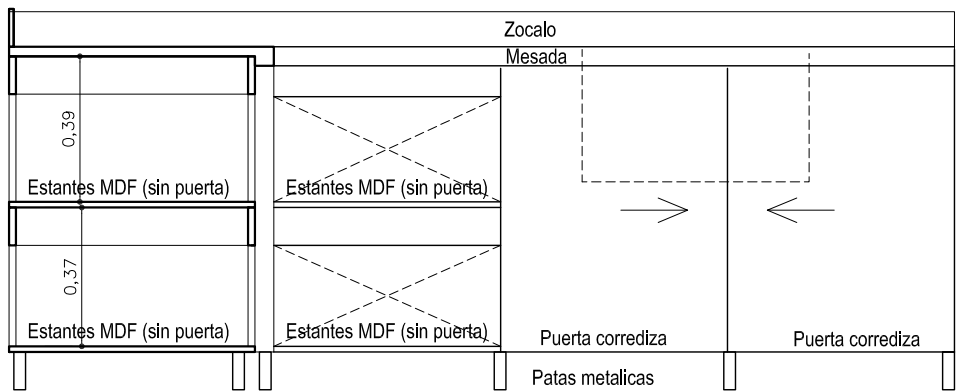 Zocalo
Mesada
0,39
Estantes MDF (sin puerta)
Estantes MDF (sin puerta)
0,37
Estantes MDF (sin puerta)
Estantes MDF (sin puerta)
Puerta corrediza
Puerta corrediza
Patas metalicas